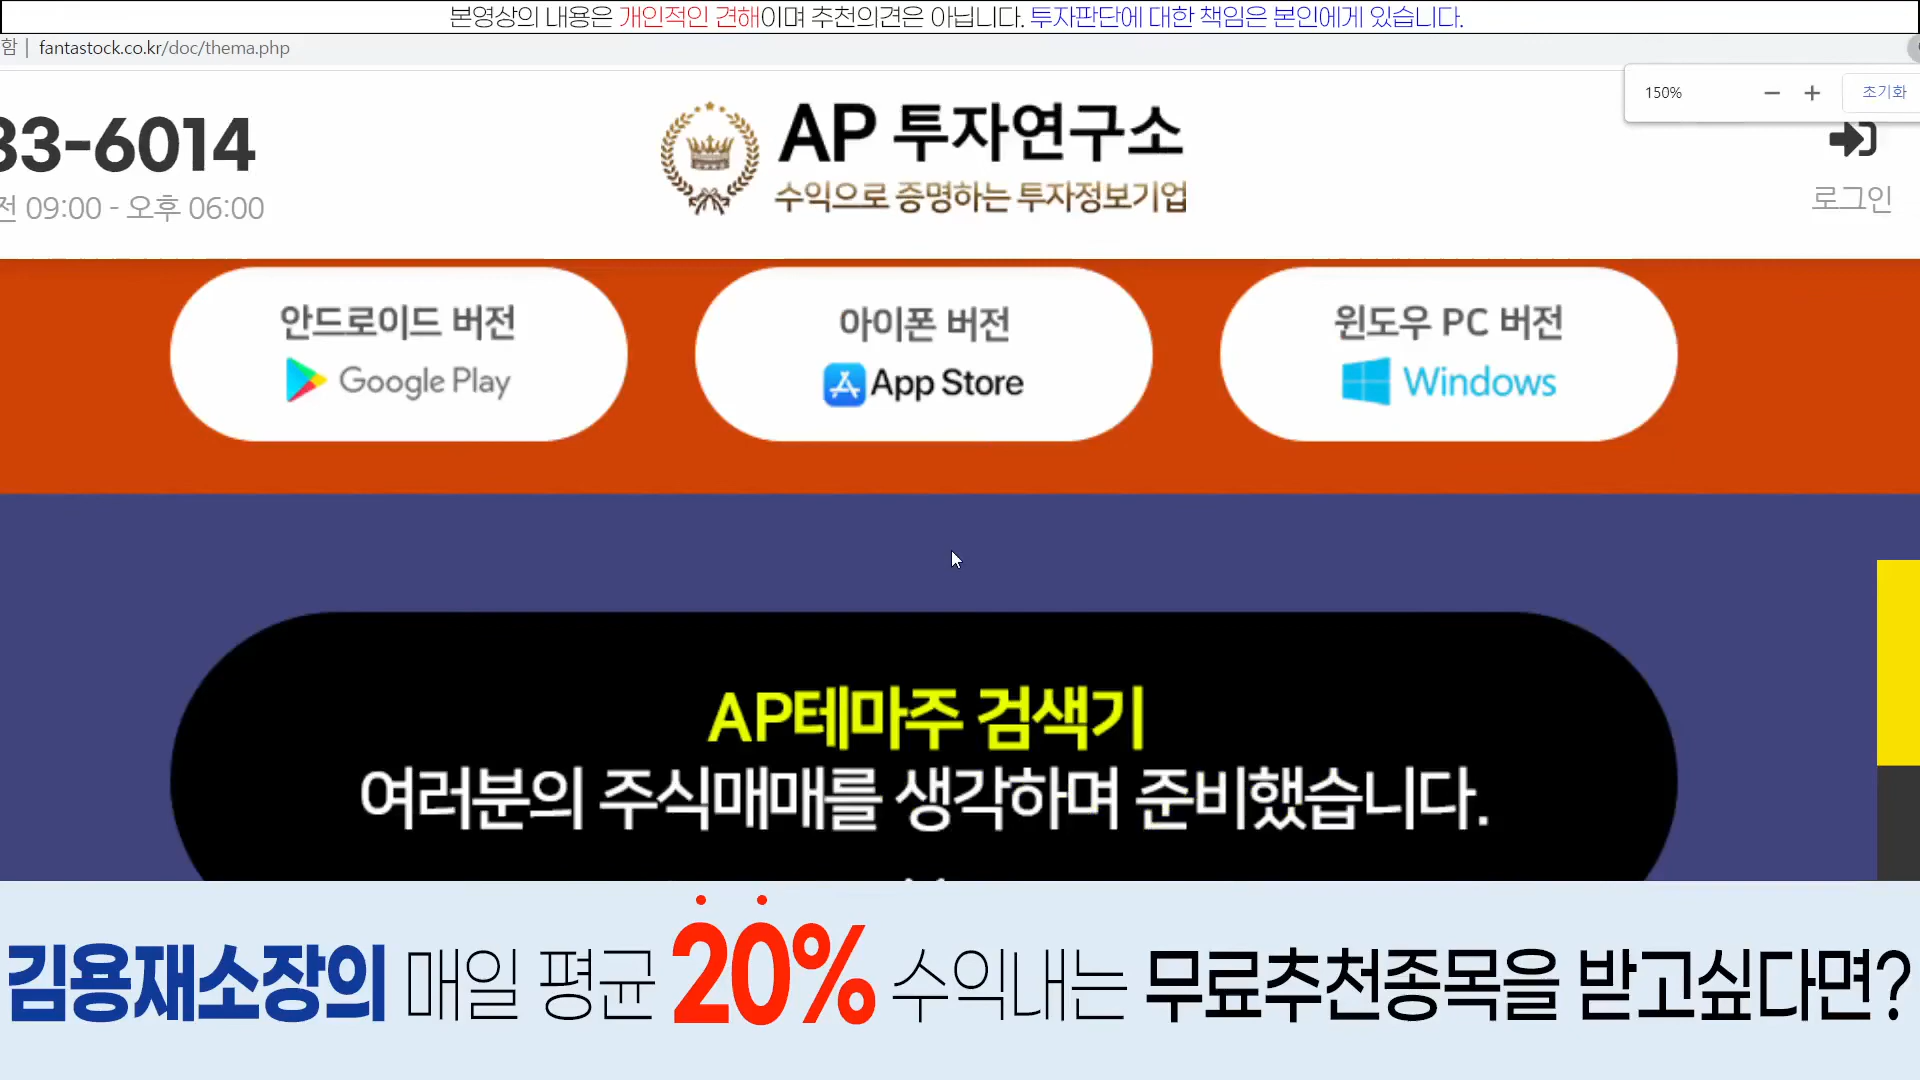 본영상의 내용은 개인적인 견해이며 추천의견은 아닙니다. 투자판단에 대한 책임은 본인에게 있습니다.
함 | fantastock.co.kr/doc/thema.php
150% − + 초기화
33-6014
전 09:00 - 오후 06:00
AP 투자연구소
수익으로 증명하는 투자정보기업
로그인
안드로이드 버전
Google Play
아이폰 버전
App Store
윈도우 PC 버전
Windows
AP테마주 검색기
여러분의 주식매매를 생각하며 준비했습니다.
김용재소장의 매일 평균 20% 수익내는 무료추천종목을 받고싶다면?